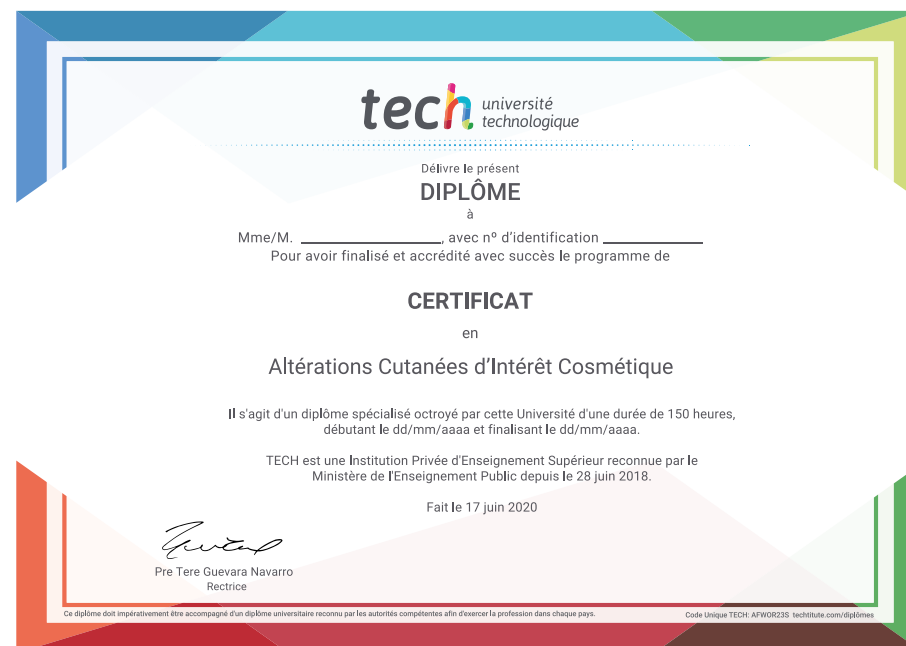 tech université
technologique
Délivre le présent
DIPLÔME
à
Mme/M. ____________________, avec nº d'identification ______________
Pour avoir finalisé et accrédité avec succès le programme de
CERTIFICAT
en
Altérations Cutanées d'Intérêt Cosmétique
Il s'agit d'un diplôme spécialisé octroyé par cette Université d'une durée de 150 heures,
débutant le dd/mm/aaaa et finalisant le dd/mm/aaaa.
TECH est une Institution Privée d'Enseignement Supérieur reconnue par le
Ministère de l'Enseignement Public depuis le 28 juin 2018.
Fait le 17 juin 2020
Pre Tere Guevara Navarro
Rectrice
Ce diplôme doit impérativement être accompagné d'un diplôme universitaire reconnu par les autorités compétentes afin d'exercer la profession dans chaque pays.
Code Unique TECH: AFWOR23S techtitute.com/diplômes